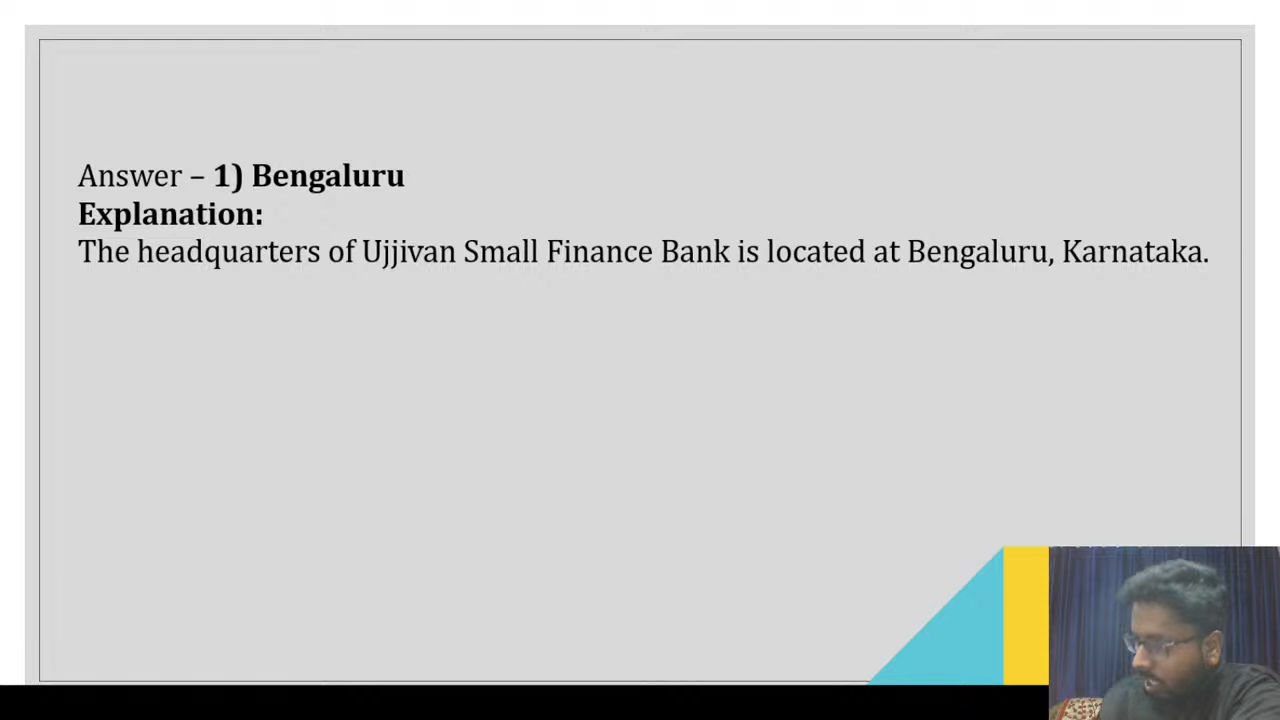 Answer – 1) Bengaluru
Explanation:
The headquarters of Ujjivan Small Finance Bank is located at Bengaluru, Karnataka.